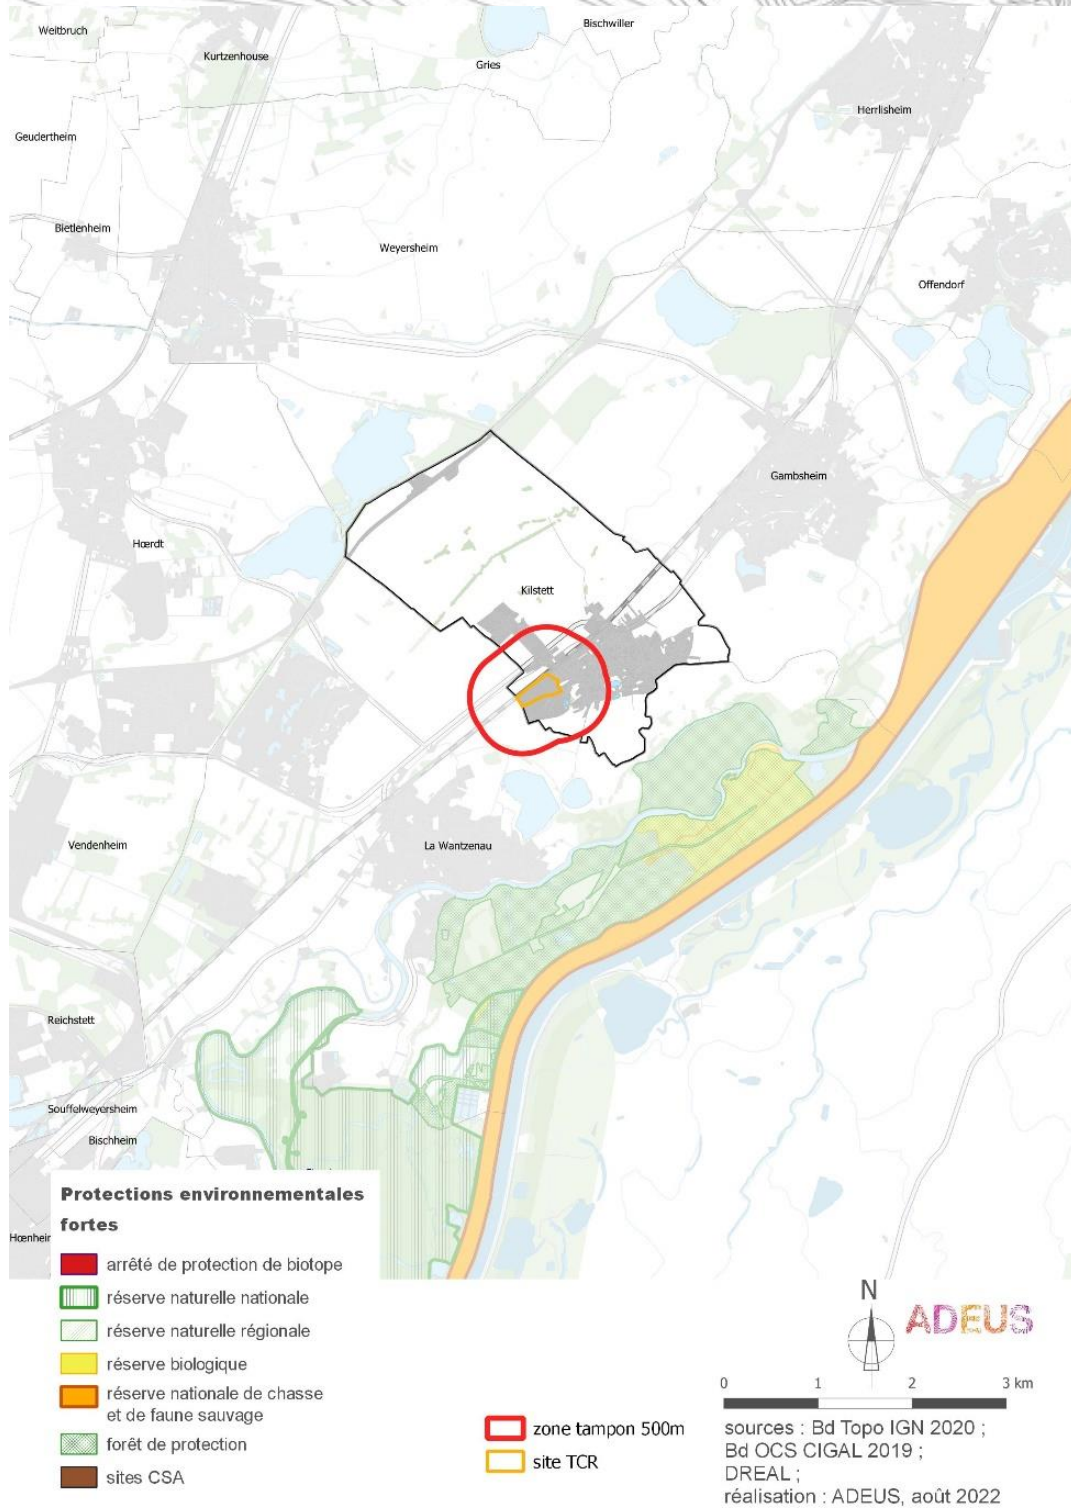 Weitbruch
Bischwiller
Kurtzenhouse
Gries
Herrlisheim
Geudertheim
Bietlenheim
Weyersheim
Offendorf
Gambsheim
Hœrdt
Kilstett
Vendenheim
La Wantzenau
Reichstett
Souffelweyersheim
Bischheim
Protections environnementales
fortes
arrêté de protection de biotope
réserve naturelle nationale
réserve naturelle régionale
réserve biologique
réserve nationale de chasse
et de faune sauvage
forêt de protection
sites CSA
zone tampon 500m
site TCR
N
ADEUS
0 1 2 3 km
sources : Bd Topo IGN 2020 ;
Bd OCS CIGAL 2019 ;
DREAL ;
réalisation : ADEUS, août 2022